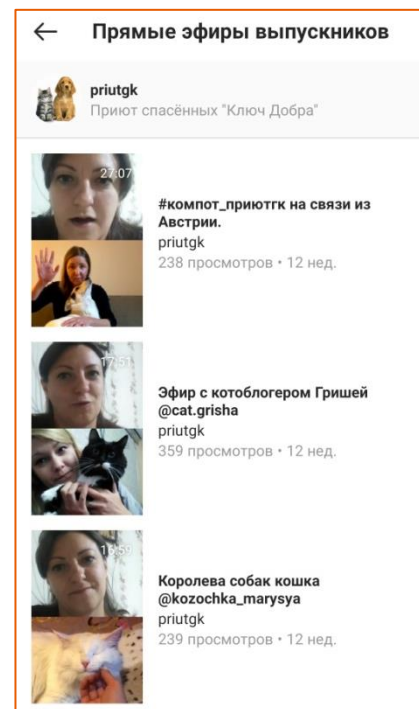 Прямые эфиры выпускников
priutgk
Приют спасённых "Ключ Добра"
27:07
#компот_приютгк на связи из
Австрии.
priutgk
238 просмотров • 12 нед.
17:51
Эфир с котоблогером Гришей
@cat.grisha
priutgk
359 просмотров • 12 нед.
16:59
Королева собак кошка
@kozochka_marysya
priutgk
239 просмотров • 12 нед.